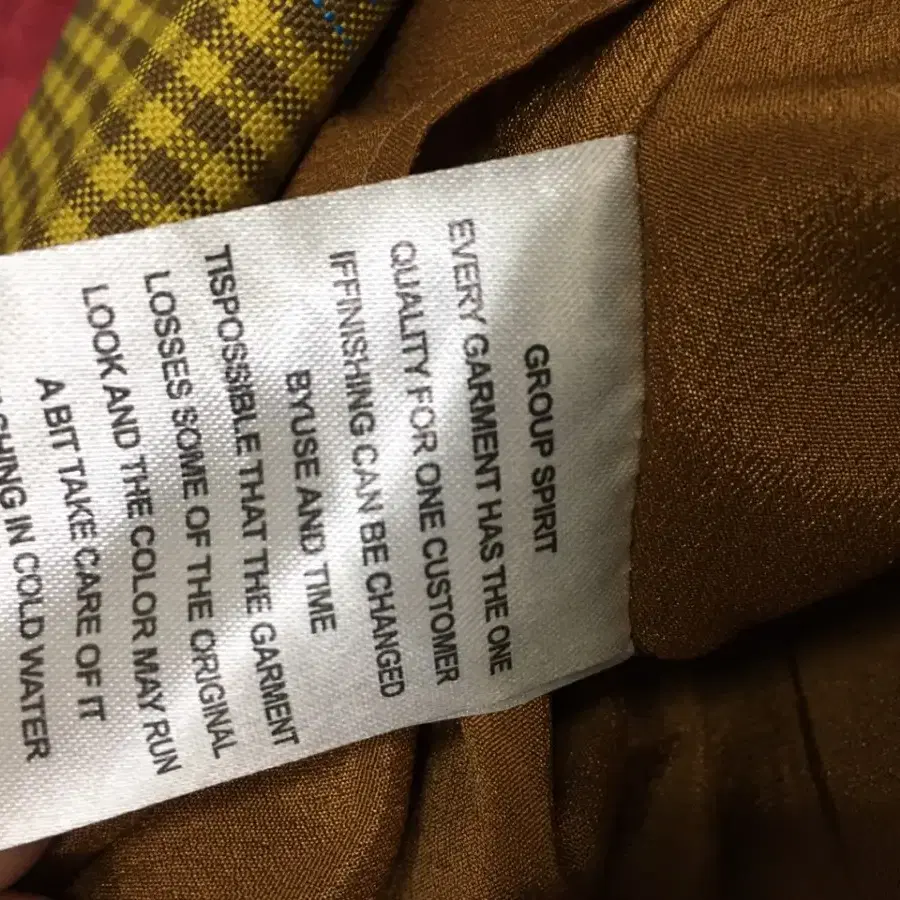 GROUP SPIRIT
EVERY GARMENT HAS THE ONE
QUALITY FOR ONE CUSTOMER
IFFINISHING CAN BE CHANGED
BYUSE AND TIME
TISPOSSIBLE THAT THE GARMENT
LOSSES SOME OF THE ORIGINAL
LOOK AND THE COLOR MAY RUN
A BIT TAKE CARE OF IT
IN COLD WATER